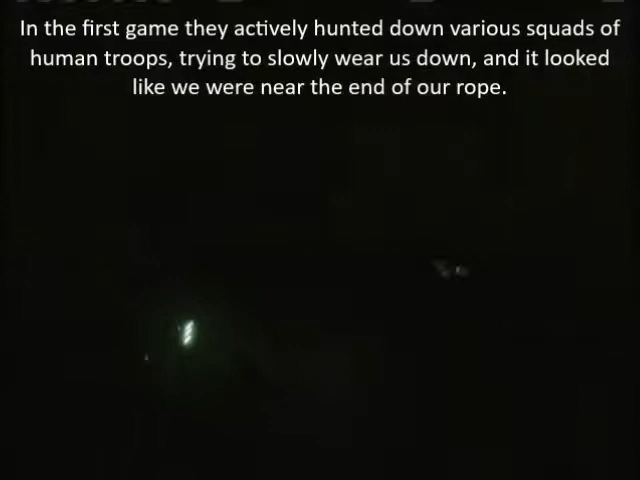 In the first game they actively hunted down various squads of
human troops, trying to slowly wear us down, and it looked
like we were near the end of our rope.